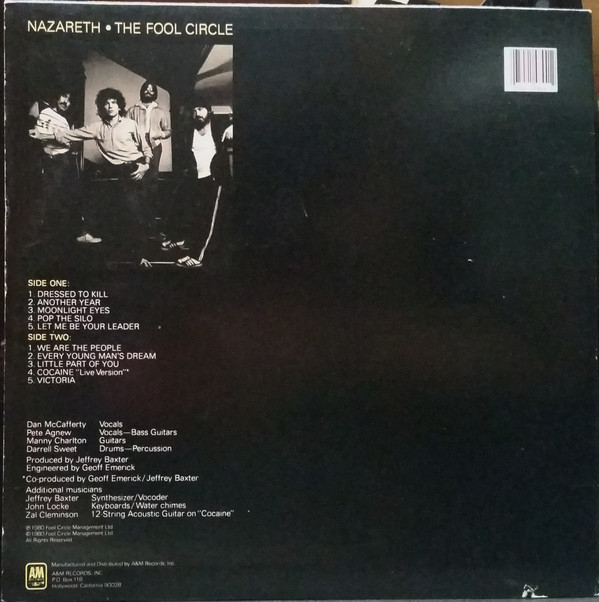 NAZARETH • THE FOOL CIRCLE
SIDE ONE:
1. DRESSED TO KILL
2. ANOTHER YEAR
3. MOONLIGHT EYES
4. POP THE SILO
5. LET ME BE YOUR LEADER
SIDE TWO:
1. WE ARE THE PEOPLE
2. EVERY YOUNG MAN'S DREAM
3. LITTLE PART OF YOU
4. COCAINE "Live Version"*
5. VICTORIA
Dan McCafferty Vocals
Pete Agnew Vocals—Bass Guitars
Manny Charlton Guitars
Darrell Sweet Drums—Percussion
Produced by Jeffrey Baxter
Engineered by Geoff Emerick
*Co-produced by Geoff Emerick/Jeffrey Baxter
Additional musicians
Jeffrey Baxter Synthesizer/Vocoder
John Locke Keyboards/Water chimes
Zal Cleminson 12-String Acoustic Guitar on "Cocaine"
℗ 1980 Fool Circle Management Ltd
© 1980 Fool Circle Management Ltd
All Rights Reserved
Manufactured and Distributed by A&M Records, Inc.
A&M RECORDS, INC.
P.O. Box 118
Hollywood, California 90028
A&M